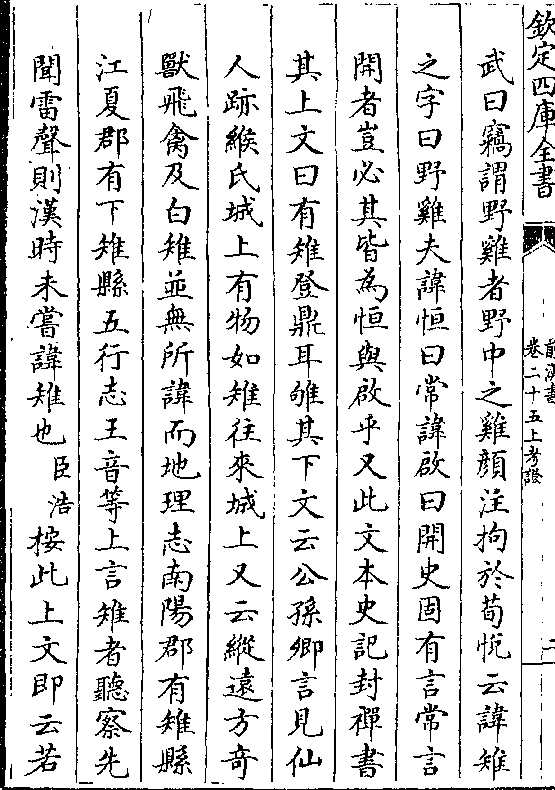 欽定四庫全書
前漢書
卷二十五上考證
二
武曰竊謂野雞者野中之雞顔注拘於荀悅云諱雉
之字曰野雞夫諱恒曰常諱啟曰開史固有言常言
開者豈必其皆為恒與啟乎又此文本史記封禪書
其上文曰有雉登鼎耳雊其下文云公孫卿言見仙
人跡緱氏城上有物如雉往來城上又云縱遠方奇
獸飛禽及白雉並無所諱而地理志南陽郡有雉縣
江夏郡有下雉縣五行志王音等上言雉者聽察先
聞雷聲則漢時未嘗諱雉也臣浩按此上文即云若